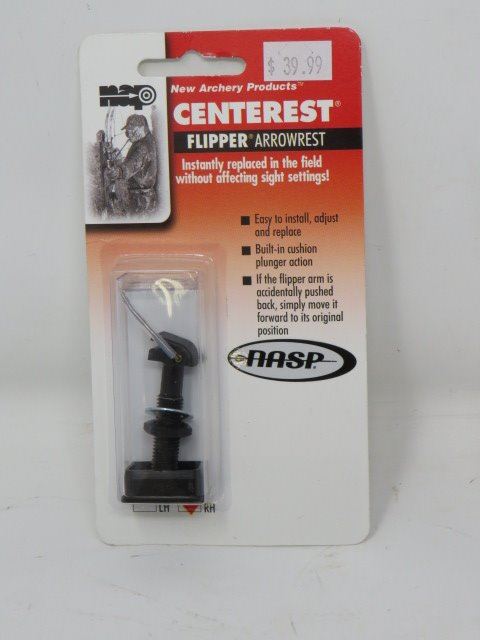 $ 39.99
nap
®
New Archery Products™
CENTEREST®
FLIPPER® ARROWREST
Instantly replaced in the field
without affecting sight settings!
■ Easy to install, adjust
and replace
■ Built-in cushion
plunger action
■ If the flipper arm is
accidentally pushed
back, simply move it
forward to its original
position
NASP®
LH RH